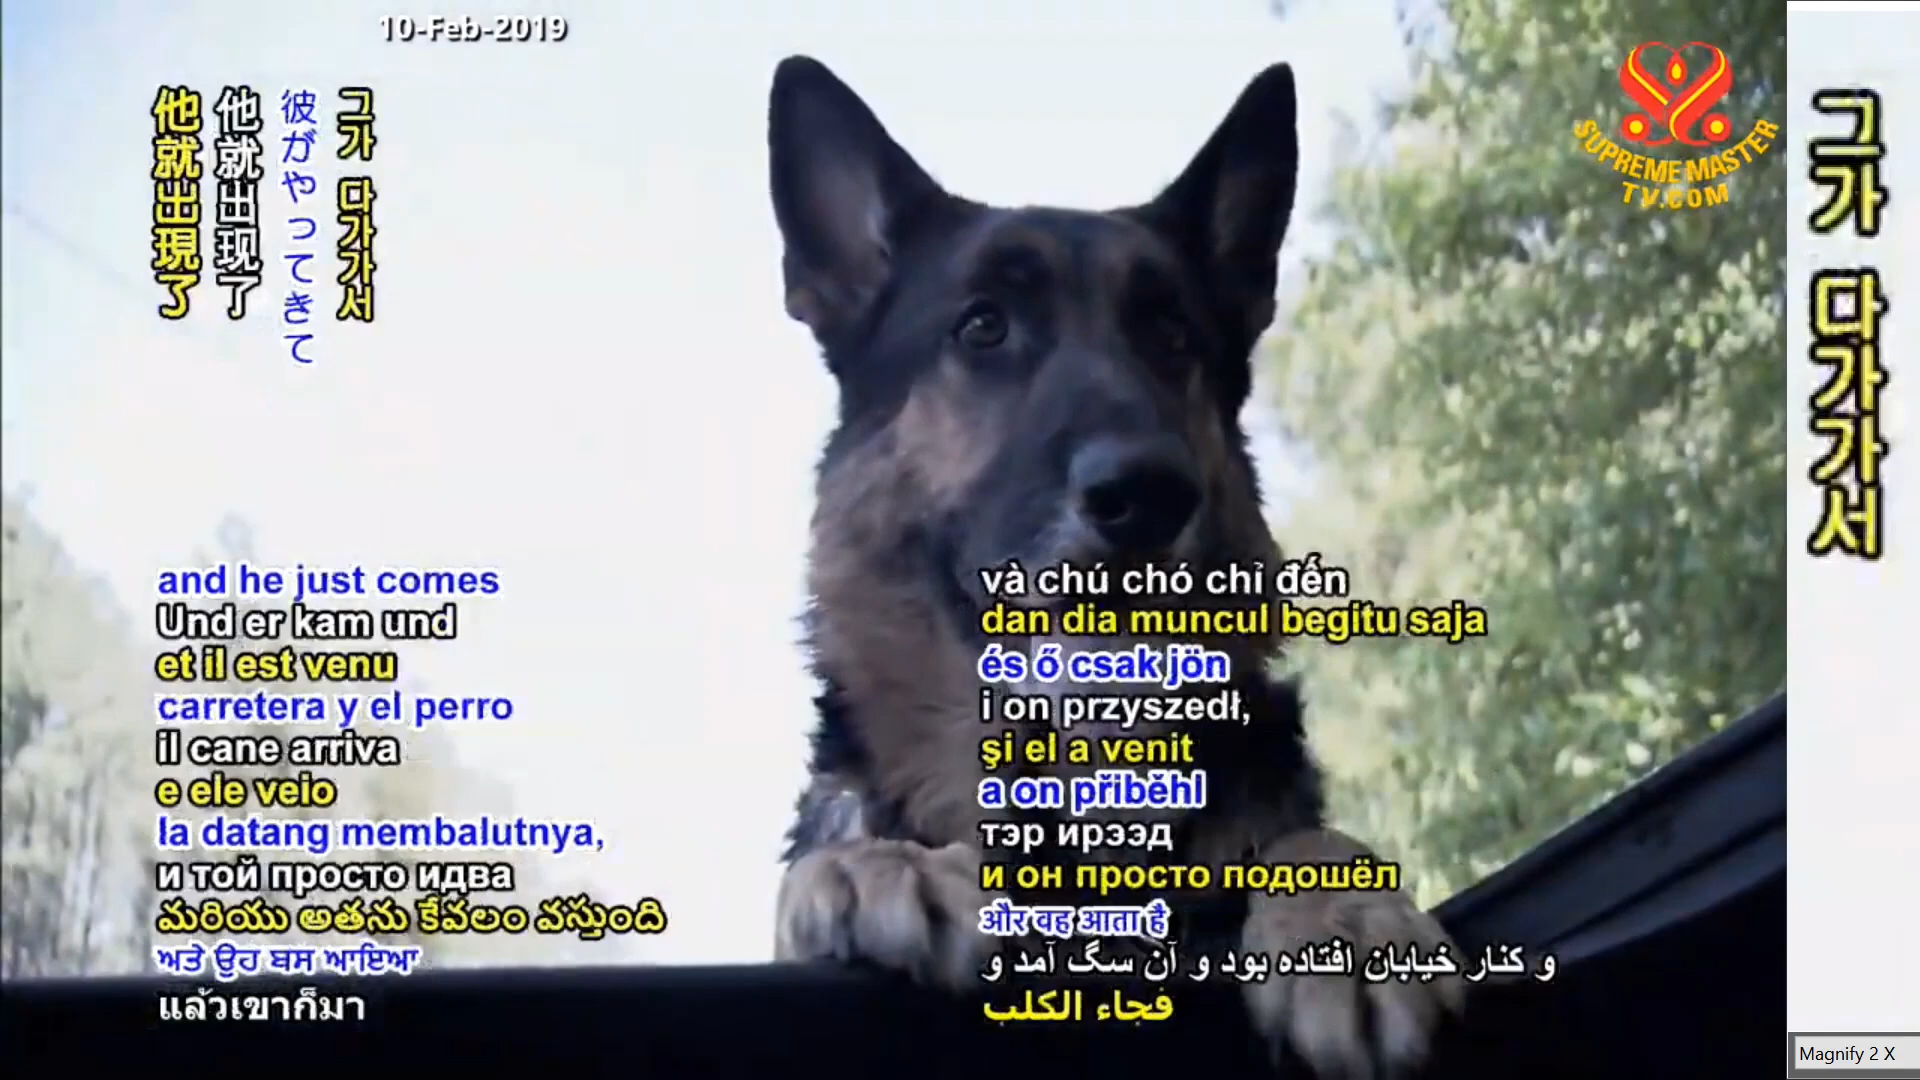 10-Feb-2019
SUPREME MASTER
TV.COM
他就出現了
他就出现了
彼がやってきて
그가 다가가서
and he just comes
Und er kam und
et il est venu
carretera y el perro
il cane arriva
e ele veio
Ia datang membalutnya,
и той просто идва
మరియు అతను కేవలం వస్తుంది
ਅਤੇ ਉਹ ਬਸ ਆਇਆ
แล้วเขาก็มา
và chú chó chỉ đến
dan dia muncul begitu saja
és ő csak jön
i on przyszedł,
şi el a venit
a on přiběhl
тэр ирээд
и он просто подошёл
और वह आता है
و کنار خیابان افتاده بود و آن سگ آمد و
فجاء الكلب
그가 다가가서
Magnify 2 X